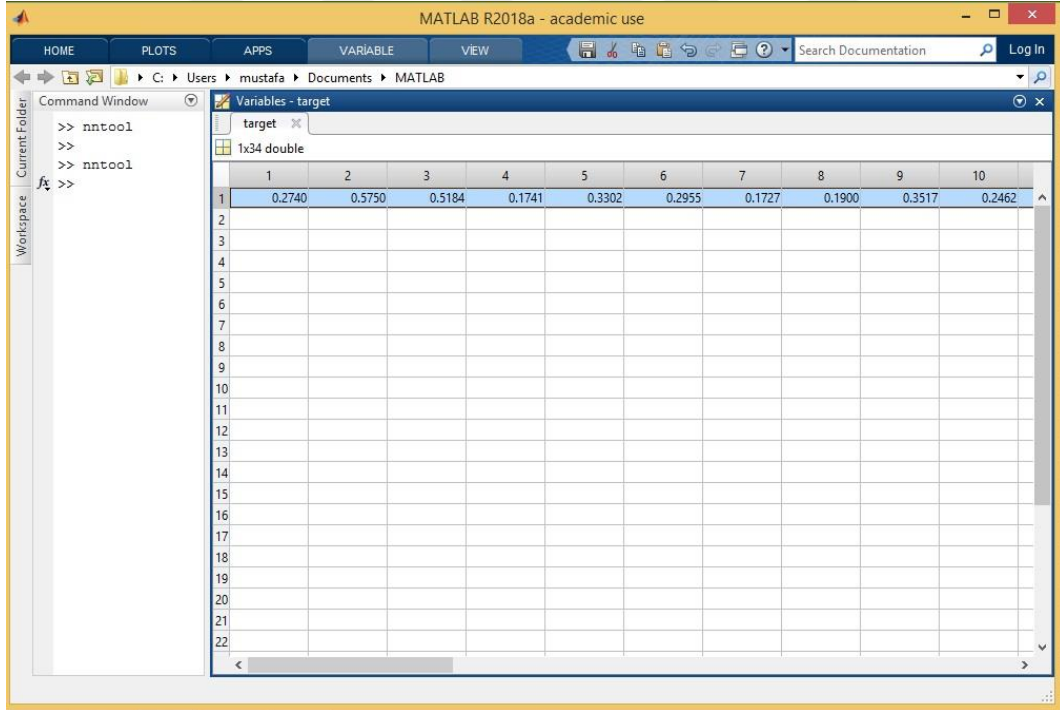 MATLAB R2018a - academic use
HOME PLOTS APPS VARİABLE VİEW Search Documentation Log In
C: Users mustafa Documents MATLAB
Current Folder
Workspace
Command Window
>> nntool
>>
>> nntool
fx >>
Variables - target
target
1x34 double
1 2 3 4 5 6 7 8 9 10
1 0.2740 0.5750 0.5184 0.1741 0.3302 0.2955 0.1727 0.1900 0.3517 0.2462
2
3
4
5
6
7
8
9
10
11
12
13
14
15
16
17
18
19
20
21
22